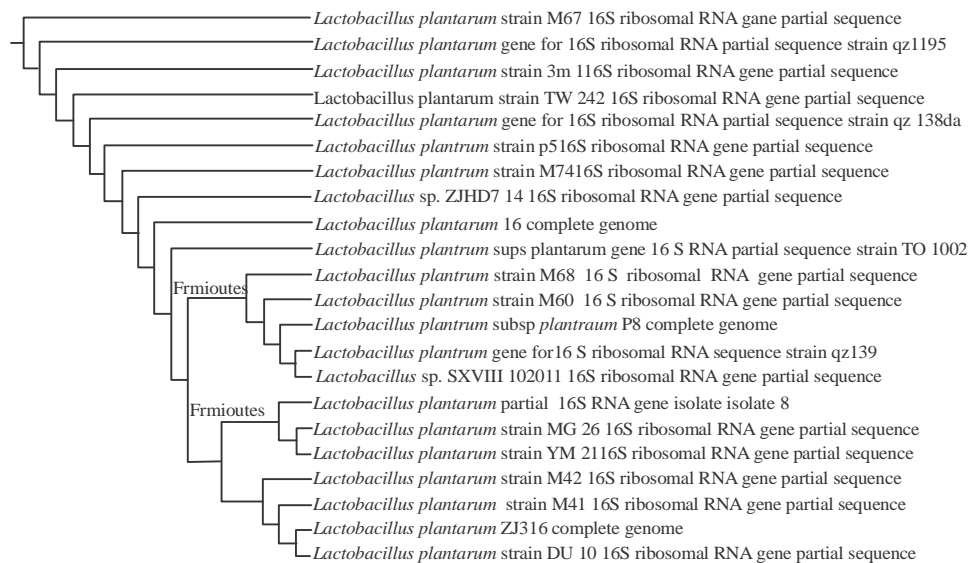 Lactobacillus plantarum strain M67 16S ribosomal RNA gane partial sequence
Lactobacillus plantarum gene for 16S ribosomal RNA partial sequence strain qz1195
Lactobacillus plantarum strain 3m 116S ribosomal RNA gene partial sequence
Lactobacillus plantarum strain TW 242 16S ribosomal RNA gene partial sequence
Lactobacillus plantarum gene for 16S ribosomal RNA partial sequence strain qz 138da
Lactobacillus plantrum strain p516S ribosomal RNA gene partial sequence
Lactobacillus plantrum strain M7416S ribosomal RNA gene partial sequence
Lactobacillus sp. ZJHD7 14 16S ribosomal RNA gene partial sequence
Lactobacillus plantarum 16 complete genome
Lactobacillus plantrum sups plantarum gene 16 S RNA partial sequence strain TO 1002
Lactobacillus plantrum strain M68 16 S ribosomal RNA gene partial sequence
Frmioutes
Lactobacillus plantrum strain M60 16 S ribosomal RNA gene partial sequence
Lactobacillus plantrum subsp plantraum P8 complete genome
Lactobacillus plantrum gene for16 S ribosomal RNA sequence strain qz139
Lactobacillus sp. SXVIII 102011 16S ribosomal RNA gene partial sequence
Lactobacillus plantarum partial 16S RNA gene isolate isolate 8
Frmioutes
Lactobacillus plantarum strain MG 26 16S ribosomal RNA gene partial sequence
Lactobacillus plantarum strain YM 2116S ribosomal RNA gene partial sequence
Lactobacillus plantarum strain M42 16S ribosomal RNA gene partial sequence
Lactobacillus plantarum strain M41 16S ribosomal RNA gene partial sequence
Lactobacillus plantarum ZJ316 complete genome
Lactobacillus plantarum strain DU 10 16S ribosomal RNA gene partial sequence